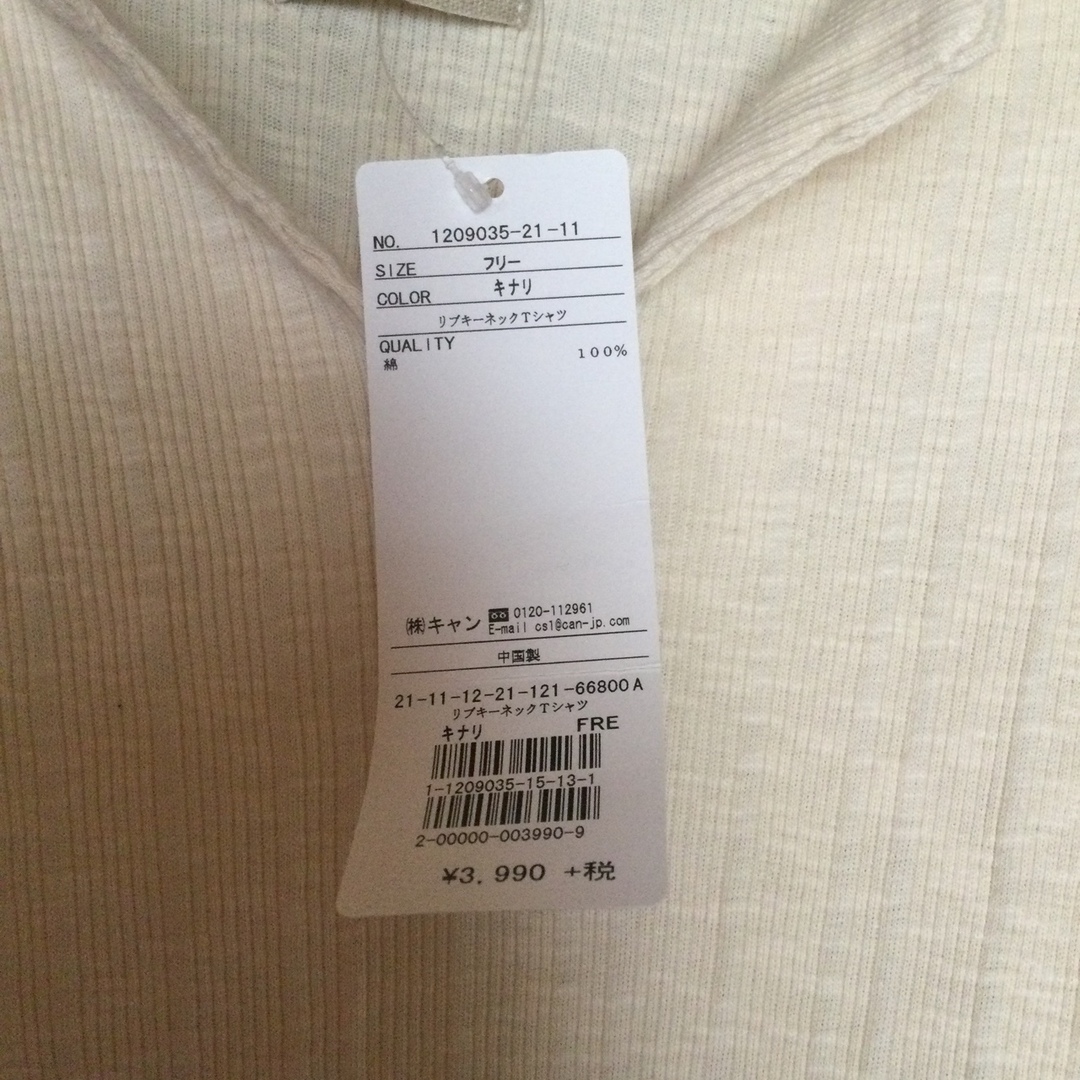 NO. 1209035-21-11
SIZE フリー
COLOR キナリ
リブキーネックTシャツ
QUALITY
綿 100%
㈱キャン 0120-112961
E-mail cs1@can-jp.com
中国製
21-11-12-21-121-66800A
リブキーネックTシャツ
キナリ FRE
1-1209035-15-13-1
2-00000-003990-9
¥3,990 +税